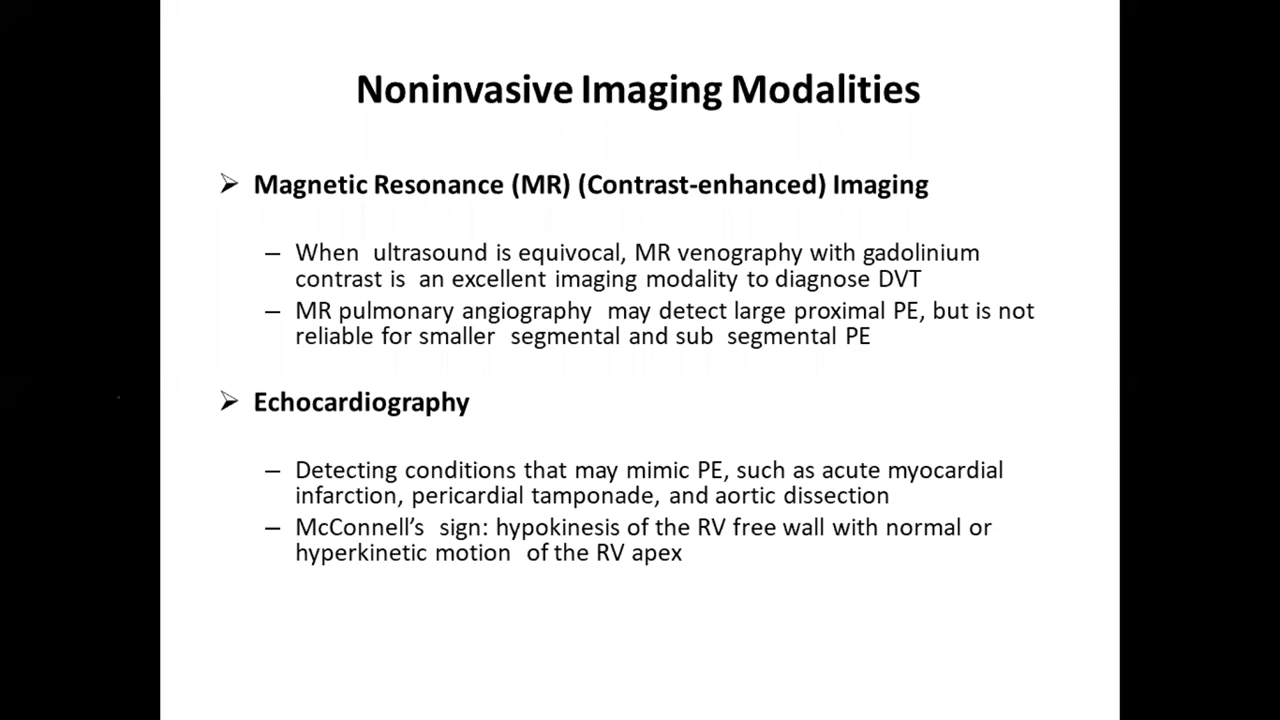 Noninvasive Imaging Modalities
➢ Magnetic Resonance (MR) (Contrast-enhanced) Imaging
– When ultrasound is equivocal, MR venography with gadolinium
contrast is an excellent imaging modality to diagnose DVT
– MR pulmonary angiography may detect large proximal PE, but is not
reliable for smaller segmental and sub segmental PE
➢ Echocardiography
– Detecting conditions that may mimic PE, such as acute myocardial
infarction, pericardial tamponade, and aortic dissection
– McConnell’s sign: hypokinesis of the RV free wall with normal or
hyperkinetic motion of the RV apex